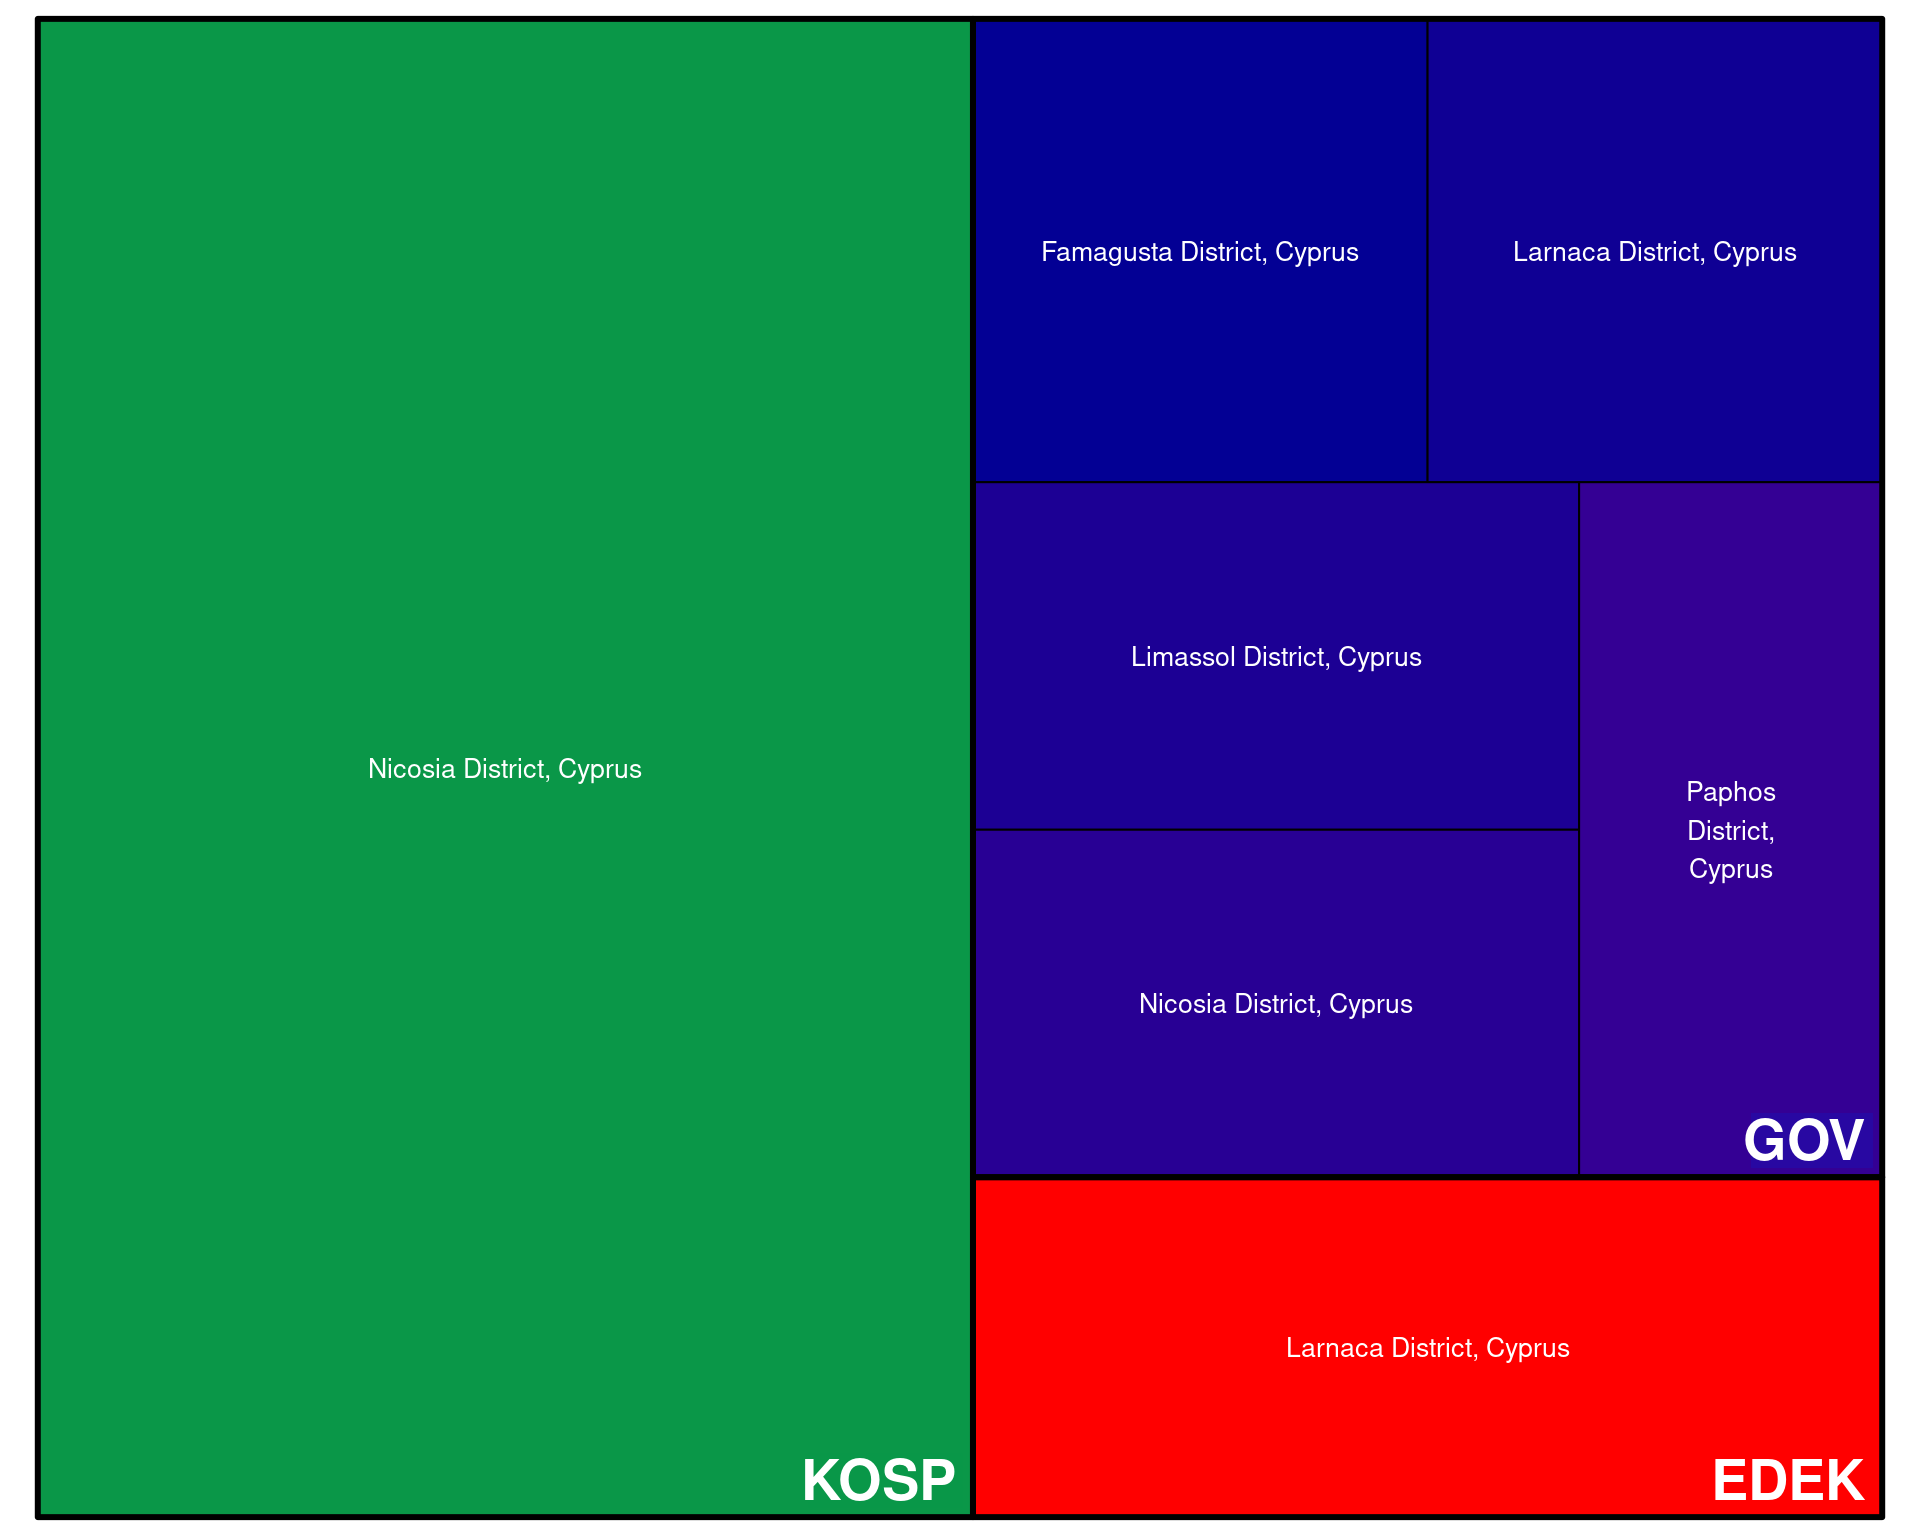 Nicosia District, Cyprus
KOSP
Famagusta District, Cyprus
Larnaca District, Cyprus
Limassol District, Cyprus
Nicosia District, Cyprus
Paphos
District,
Cyprus
GOV
Larnaca District, Cyprus
EDEK